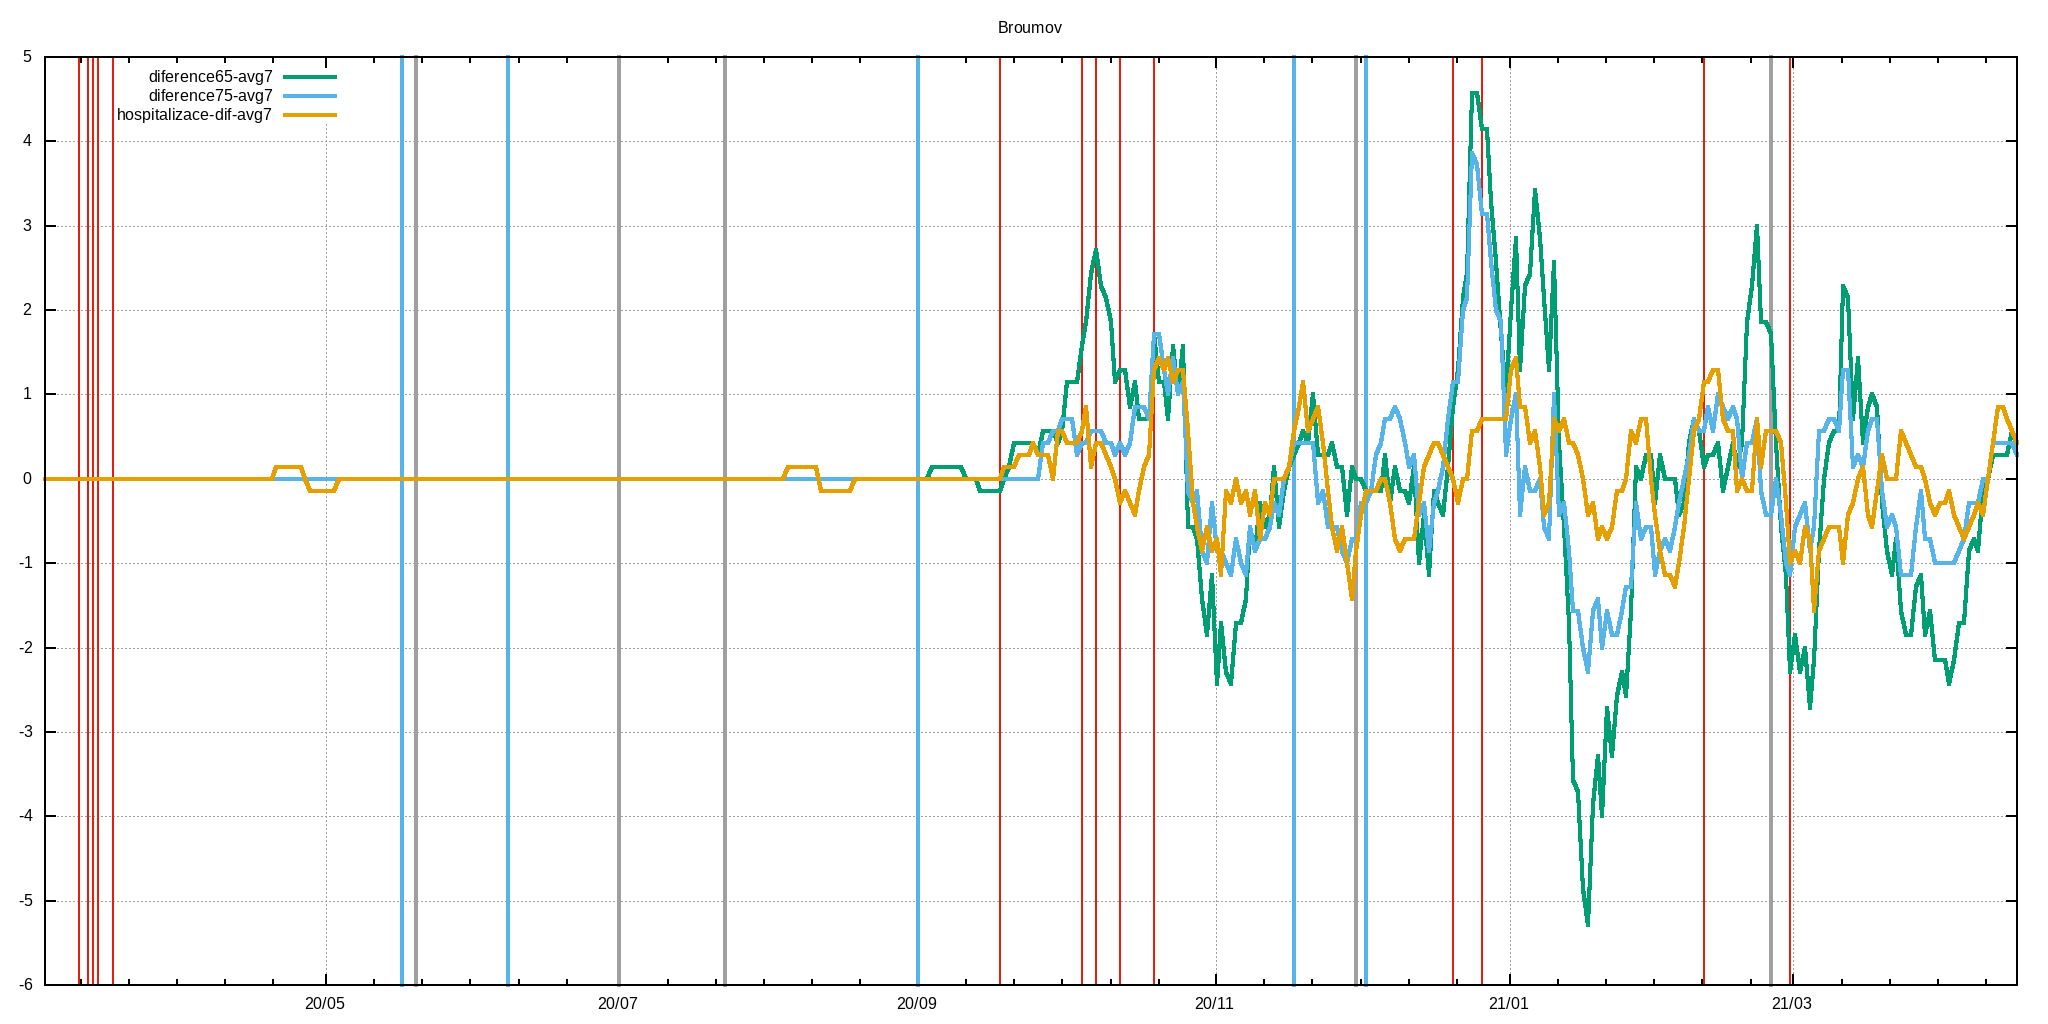 Broumov
diference65-avg7
diference75-avg7
hospitalizace-dif-avg7
5
4
3
2
1
0
-1
-2
-3
-4
-5
-6
20/05 20/07 20/09 20/11 21/01 21/03